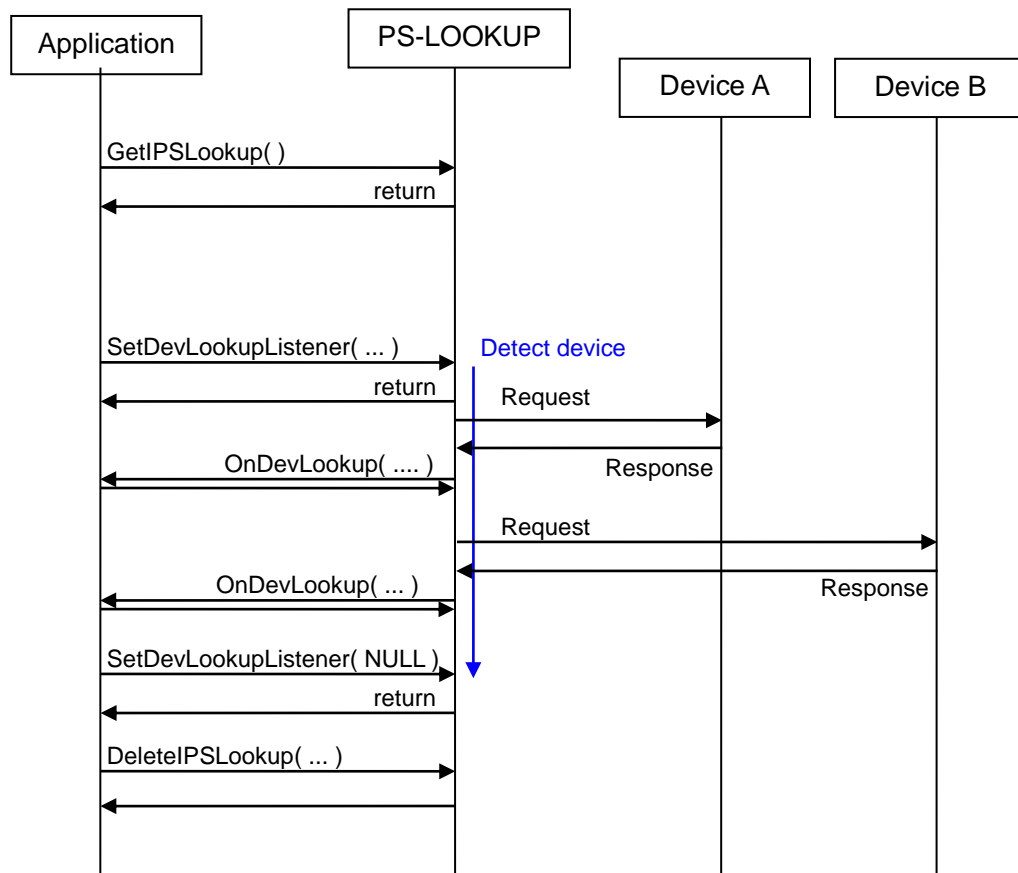 Application
PS-LOOKUP
Device A
Device B
GetIPSLookup( )
return
SetDevLookupListener( ... )
Detect device
return
Request
OnDevLookup( .... )
Response
Request
OnDevLookup( ... )
Response
SetDevLookupListener( NULL )
return
DeleteIPSLookup( ... )